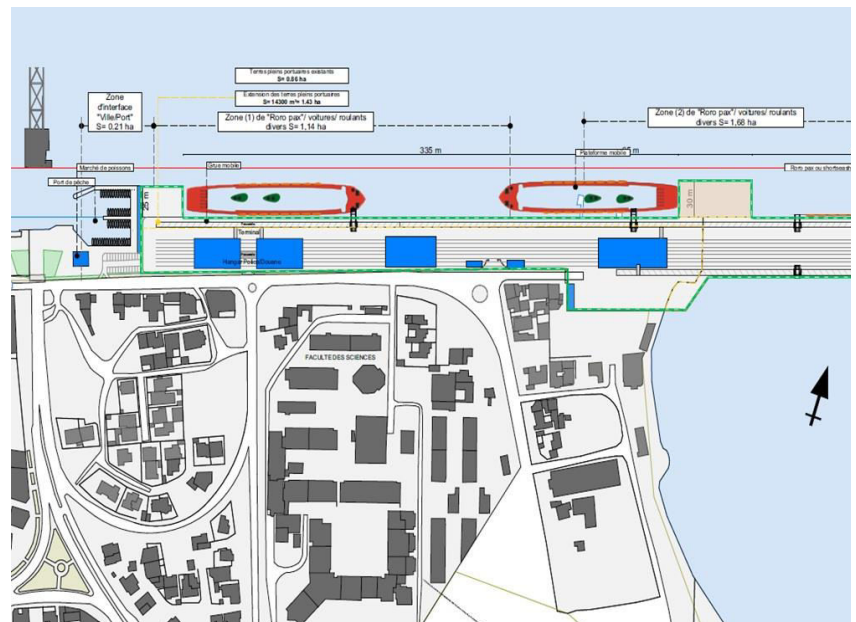 Terres pleins portuaires existants
S= 0.86 ha
Extension des terres pleins portuaires
S= 14300 m²= 1.43 ha
Zone
d'interface
"Ville/Port"
S= 0.21 ha
Zone (1) de "Roro pax"/ voitures/ roulants
divers S= 1,14 ha
Zone (2) de "Roro pax"/ voitures/ roulants
divers S= 1,68 ha
335 m
Plateforme mobile
Marché de poissons
Grue mobile
Port de pêche
30 m
Terminal
FACULTE DES SCIENCES